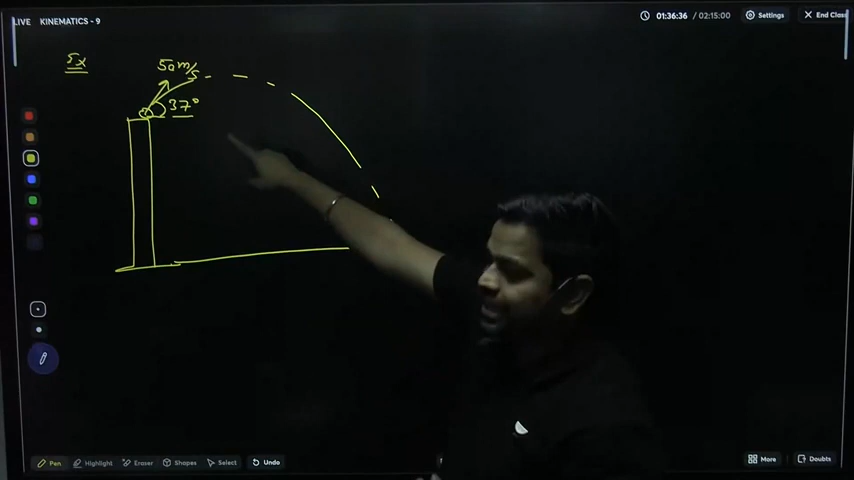 LIVE KINEMATICS - 9
01:36:36 / 02:15:00
Settings
End Class
Ex
50m/s
37°
Pen
Highlight
Eraser
Shapes
Select
Undo
More
Doubts